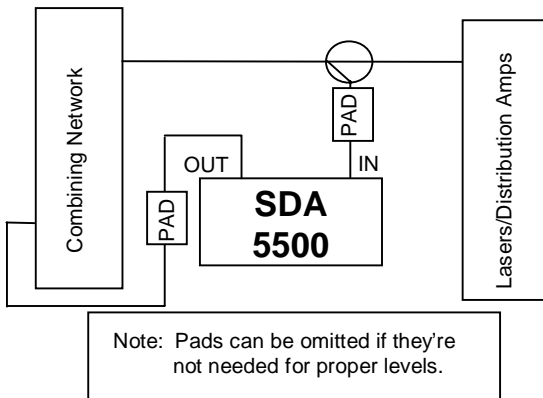 Combining Network
PAD
OUT
IN
PAD
SDA
5500
Lasers/Distribution Amps
Note: Pads can be omitted if they're
not needed for proper levels.